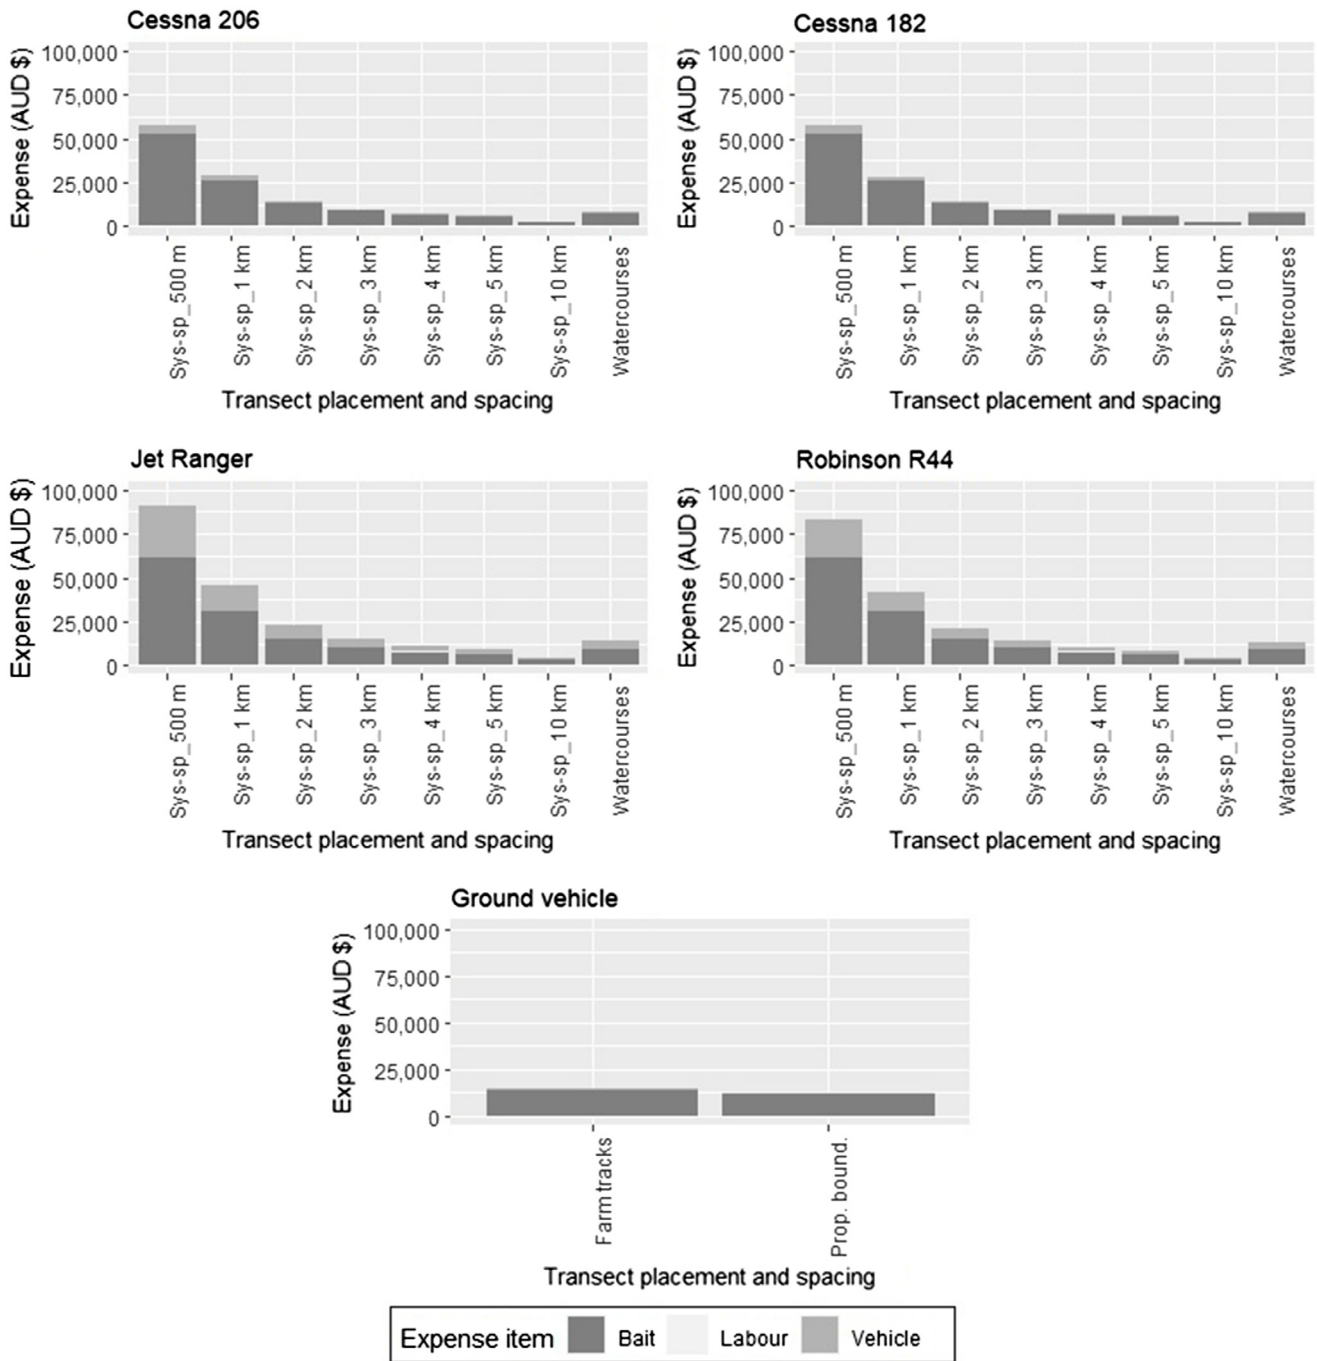 Cessna 206
Expense (AUD $)
100,000
75,000
50,000
25,000
0
Sys-sp_500 m
Sys-sp_1 km
Sys-sp_2 km
Sys-sp_3 km
Sys-sp_4 km
Sys-sp_5 km
Sys-sp_10 km
Watercourses
Transect placement and spacing
Cessna 182
Expense (AUD $)
100,000
75,000
50,000
25,000
0
Sys-sp_500 m
Sys-sp_1 km
Sys-sp_2 km
Sys-sp_3 km
Sys-sp_4 km
Sys-sp_5 km
Sys-sp_10 km
Watercourses
Transect placement and spacing
Jet Ranger
Expense (AUD $)
100,000
75,000
50,000
25,000
0
Sys-sp_500 m
Sys-sp_1 km
Sys-sp_2 km
Sys-sp_3 km
Sys-sp_4 km
Sys-sp_5 km
Sys-sp_10 km
Watercourses
Transect placement and spacing
Robinson R44
Expense (AUD $)
100,000
75,000
50,000
25,000
0
Sys-sp_500 m
Sys-sp_1 km
Sys-sp_2 km
Sys-sp_3 km
Sys-sp_4 km
Sys-sp_5 km
Sys-sp_10 km
Watercourses
Transect placement and spacing
Ground vehicle
Expense (AUD $)
100,000
75,000
50,000
25,000
0
Farm tracks
Prop. bound.
Transect placement and spacing
Expense item Bait Labour Vehicle